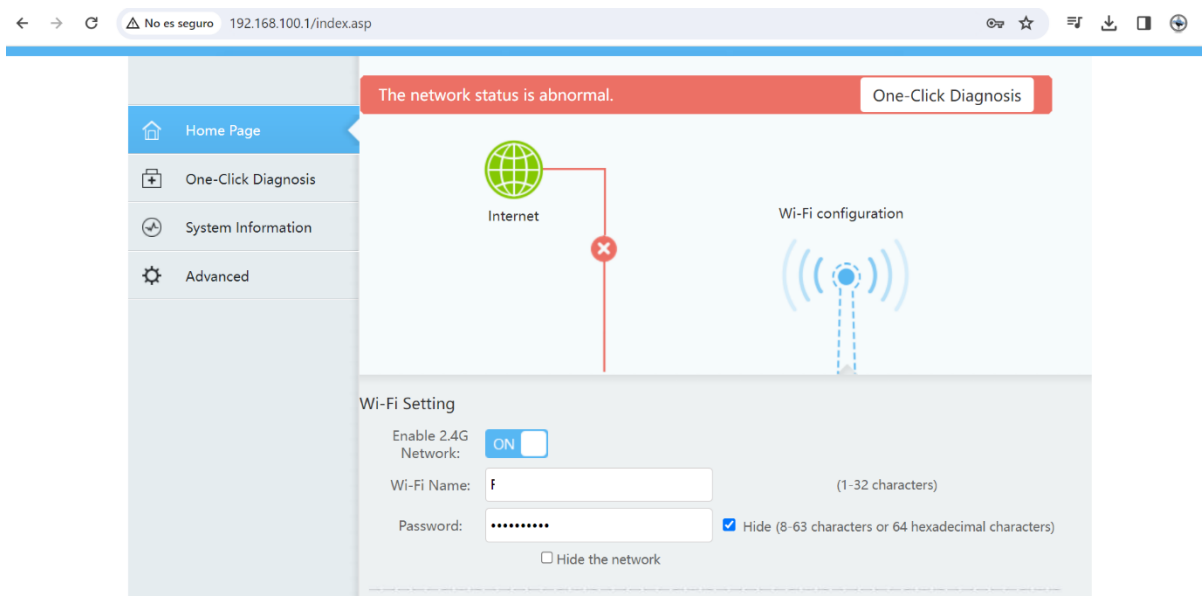 No es seguro 192.168.100.1/index.asp
The network status is abnormal. One-Click Diagnosis
Home Page
One-Click Diagnosis
System Information
Advanced
Internet
Wi-Fi configuration
Wi-Fi Setting
Enable 2.4G
Network:
ON
Wi-Fi Name: F (1-32 characters)
Password: •••••••••• Hide (8-63 characters or 64 hexadecimal characters)
Hide the network